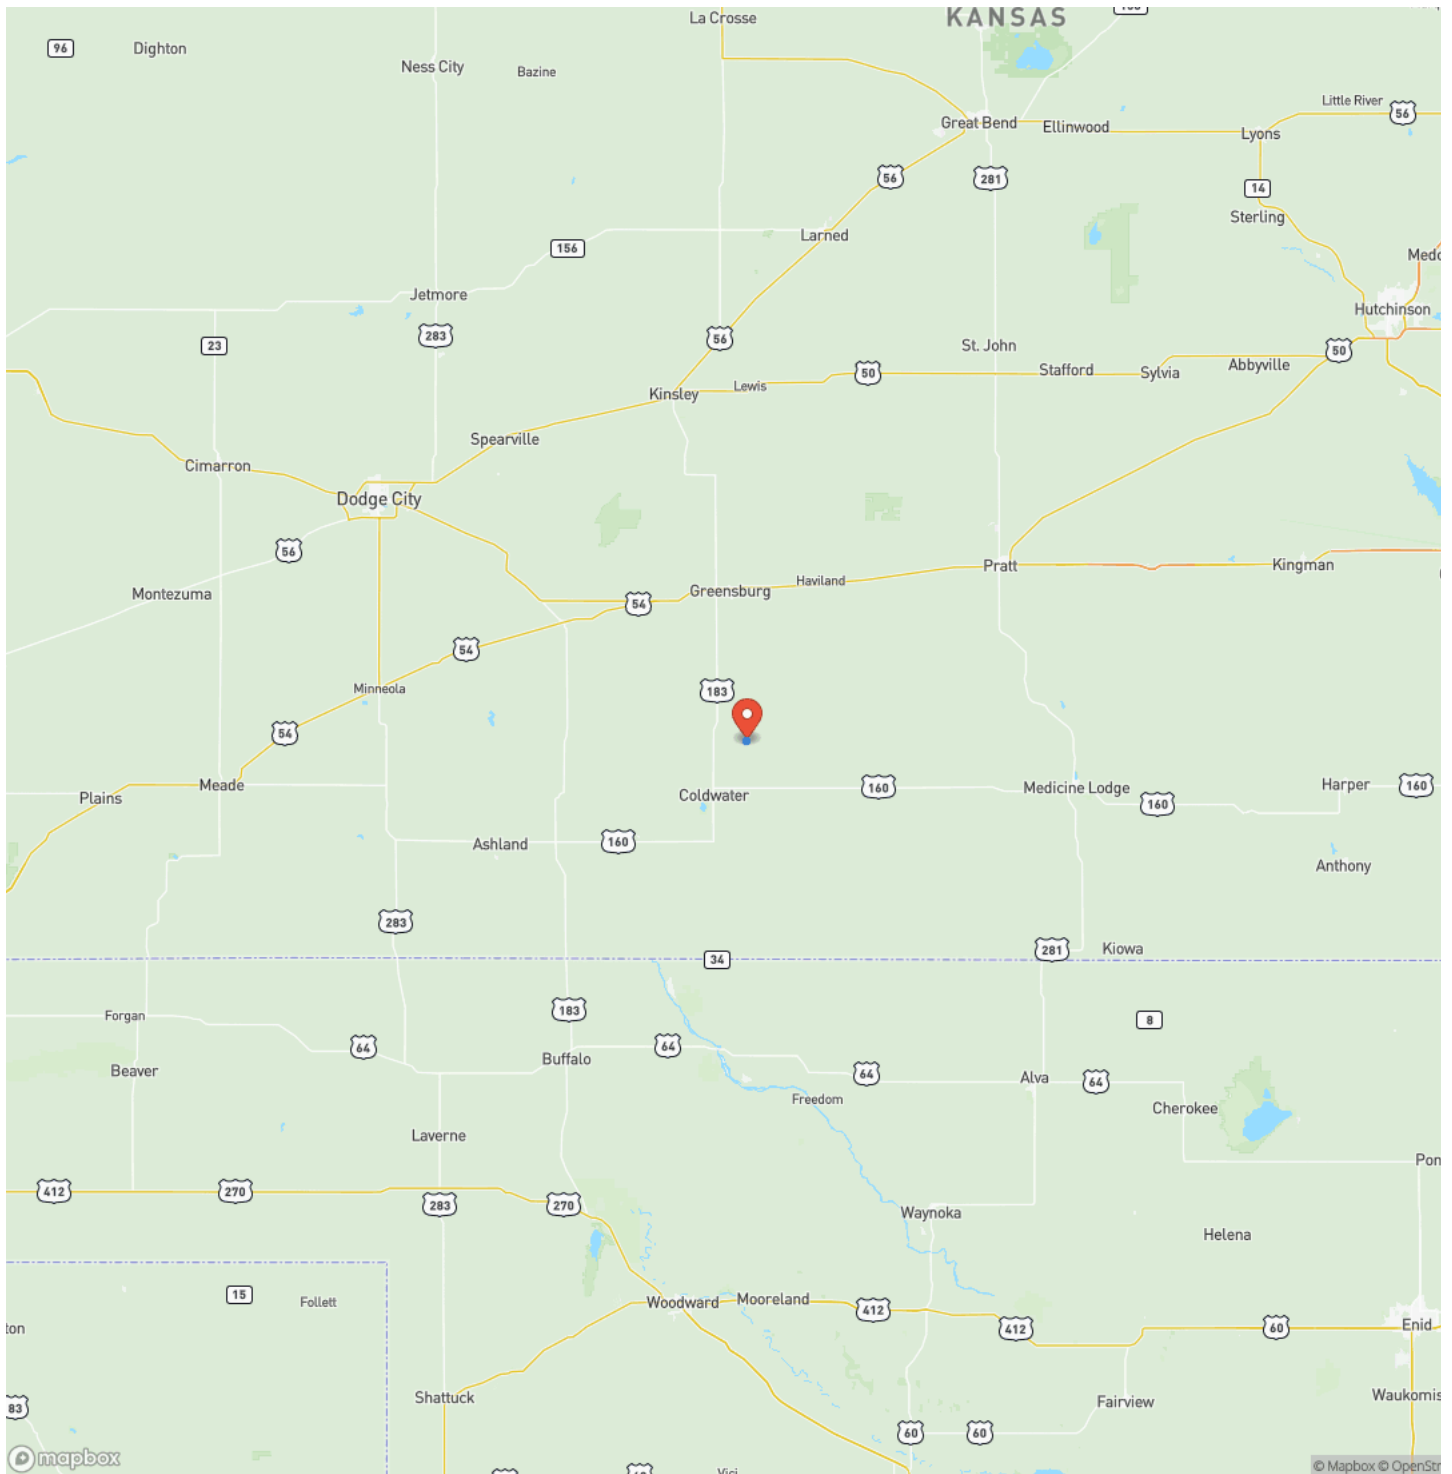 KANSAS
La Crosse
96
Dighton
Ness City
Bazine
Great Bend
Ellinwood
Little River
56
Lyons
56
281
14
Sterling
Larned
156
Medo
Jetmore
Hutchinson
23
283
56
St. John
50
50
Stafford
Sylvia
Abbyville
Kinsley
Lewis
Spearville
Cimarron
Dodge City
56
Pratt
Kingman
Montezuma
54
Greensburg
Haviland
54
Minneola
183
54
Meade
Plains
Coldwater
160
Medicine Lodge
160
Harper
160
Ashland
160
Anthony
283
34
281
Kiowa
Forgan
183
8
64
Buffalo
64
Beaver
64
Alva
64
Freedom
Cherokee
Laverne
Pon
412
270
283
270
Waynoka
Helena
15
Follett
Woodward
Mooreland
412
412
60
Enid
ton
Shattuck
83
Fairview
Waukomis
60
60
mapbox
Vici
© Mapbox © OpenStr